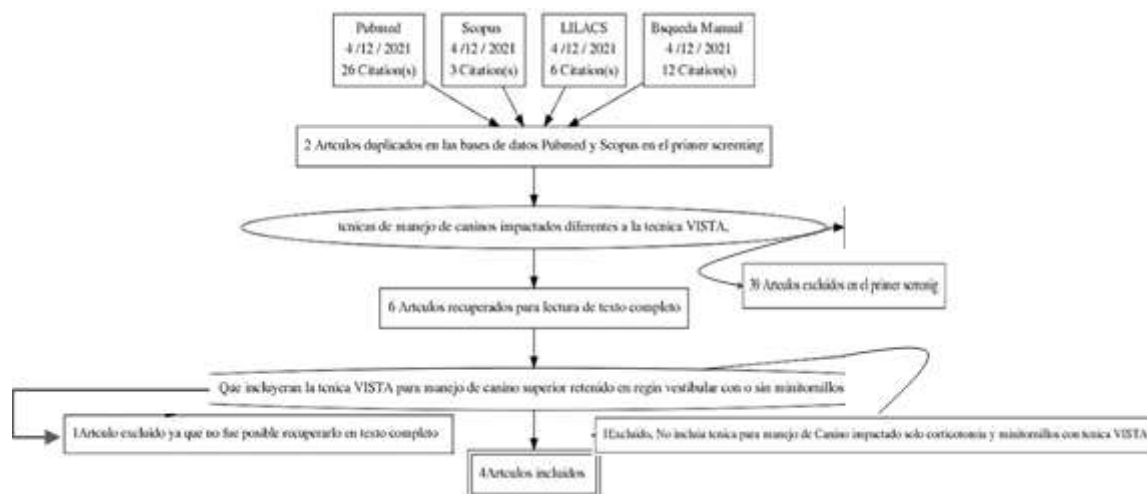 Pubmed
4 /12 / 2021
26 Citation(s)
Scopus
4 /12 / 2021
3 Citation(s)
LILACS
4 /12 / 2021
6 Citation(s)
Bsqueda Manual
4 /12 / 2021
12 Citation(s)
2 Artculos duplicados en las bases de datos Pubmed y Scopus en el primer screening
tcnicas de manejo de caninos impactados diferentes a la tecnica VISTA,
Artculos excluidos en el primer screnig
6 Artculos recuperados para lectura de texto completo
Que incluyeran la tcnica VISTA para manejo de canino superior retenido en regin vestibular con o sin minitornillos
1Artculo excluido ya que no fue posible recuperarlo en texto completo
1Excluido, No incluia tcnica para manejo de Canino impactado solo corticotomia y minitornillos con tcnica VISTA
4Artculos incluidos